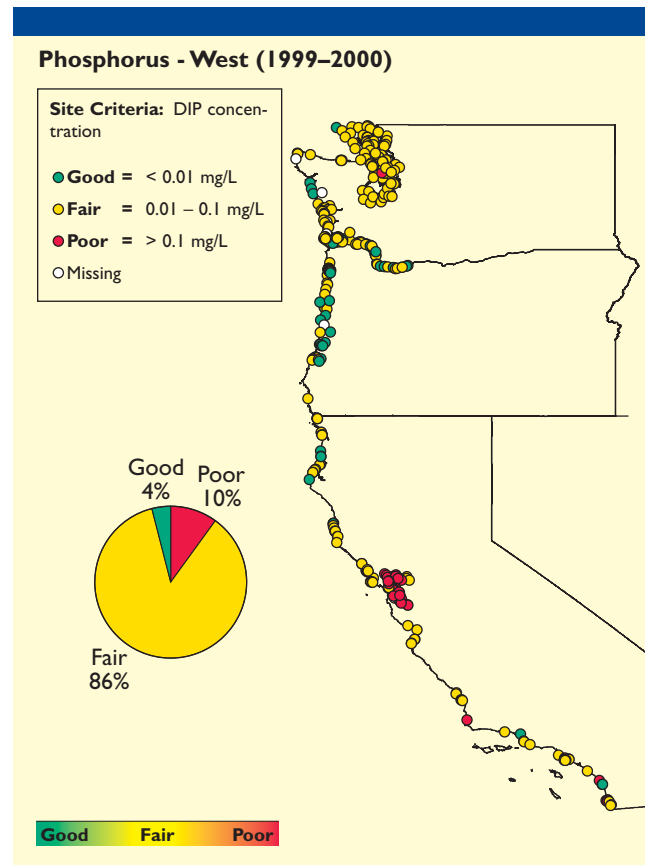 Phosphorus - West (1999–2000)
Site Criteria: DIP concen-
tration
Good = < 0.01 mg/L
Fair = 0.01 – 0.1 mg/L
Poor = > 0.1 mg/L
Missing
Good
4%
Poor
10%
Fair
86%
Good Fair Poor